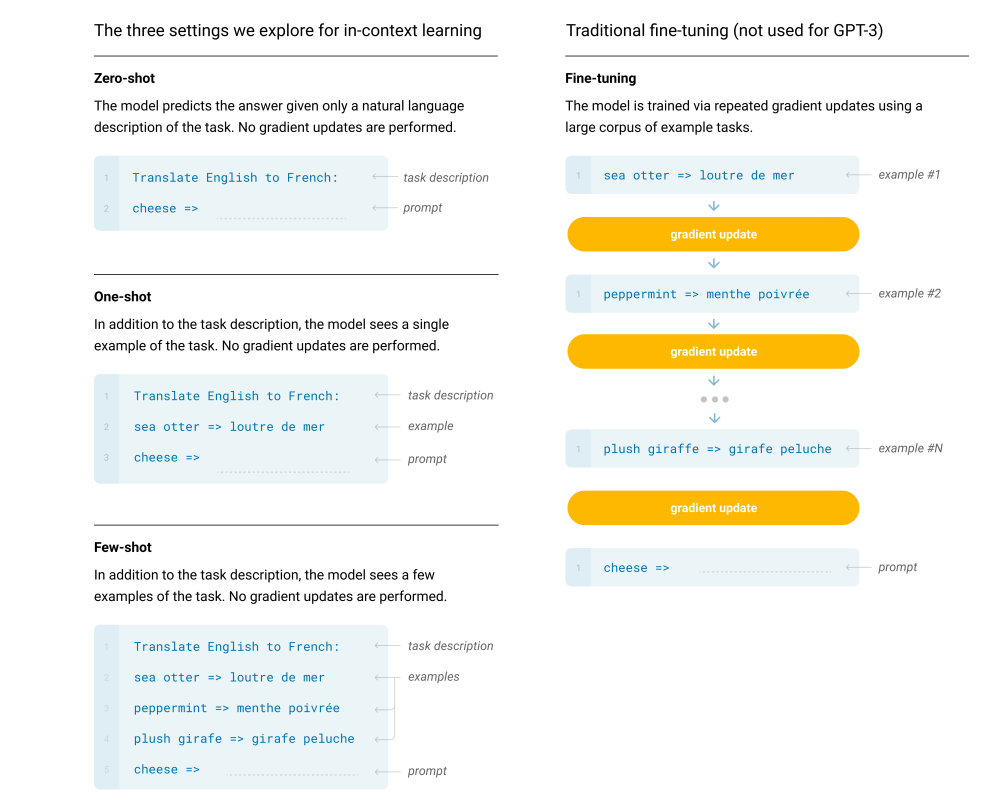 The three settings we explore for in-context learning
Zero-shot
The model predicts the answer given only a natural language
description of the task. No gradient updates are performed.
1 Translate English to French: task description
2 cheese => prompt
One-shot
In addition to the task description, the model sees a single
example of the task. No gradient updates are performed.
1 Translate English to French: task description
2 sea otter => loutre de mer example
3 cheese => prompt
Few-shot
In addition to the task description, the model sees a few
examples of the task. No gradient updates are performed.
1 Translate English to French: task description
2 sea otter => loutre de mer examples
3 peppermint => menthe poivrée
4 plush girafe => girafe peluche
5 cheese => prompt
Traditional fine-tuning (not used for GPT-3)
Fine-tuning
The model is trained via repeated gradient updates using a
large corpus of example tasks.
1 sea otter => loutre de mer example #1
gradient update
1 peppermint => menthe poivrée example #2
gradient update
1 plush giraffe => girafe peluche example #N
gradient update
1 cheese => prompt